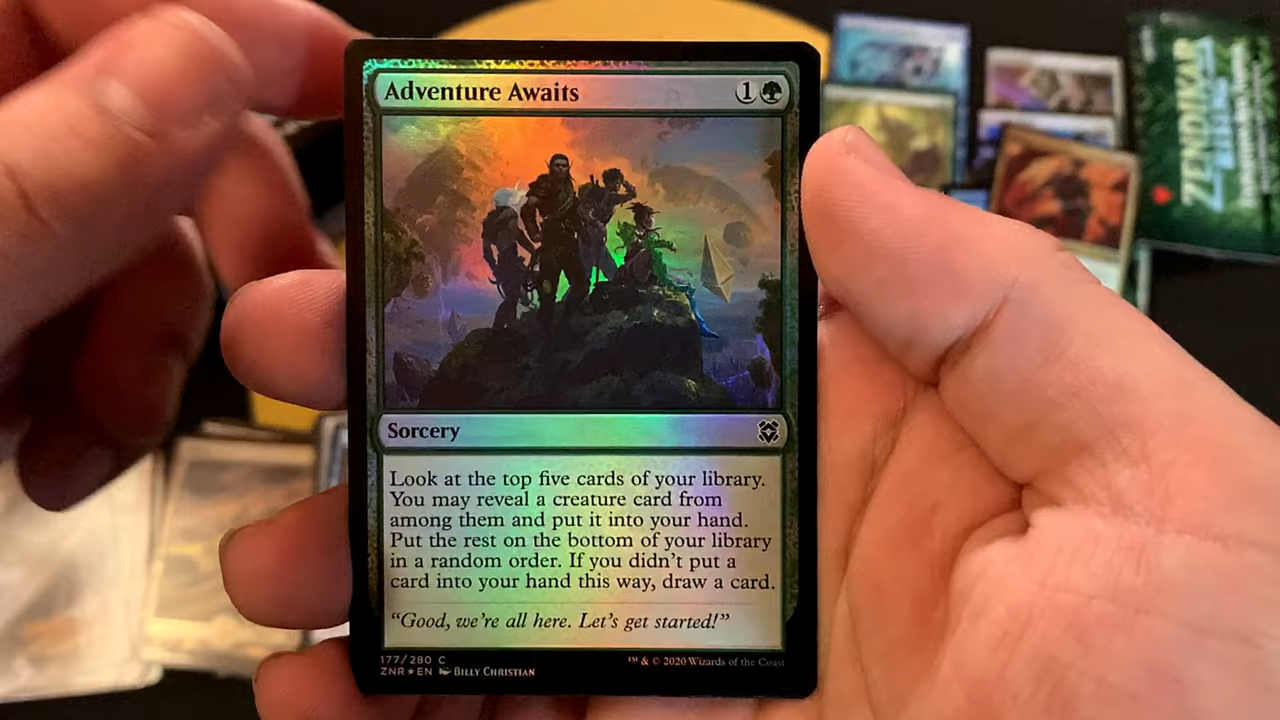 Adventure Awaits 1
ZENDIKAR
Sorcery
Look at the top five cards of your library.
You may reveal a creature card from
among them and put it into your hand.
Put the rest on the bottom of your library
in a random order. If you didn't put a
card into your hand this way, draw a card.
“Good, we're all here. Let's get started!”
177/280 C
™ & © 2020 Wizards of the Coast
ZNR★EN Billy Christian